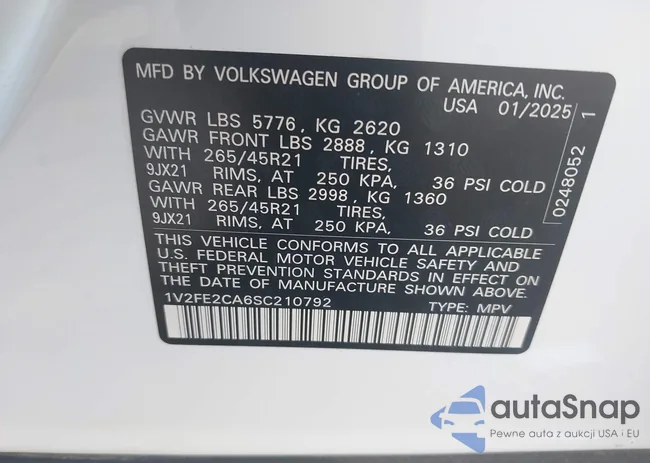 MFD BY VOLKSWAGEN GROUP OF AMERICA, INC.
USA 01/2025
GVWR LBS 5776, KG 2620
GAWR FRONT LBS 2888, KG 1310
WITH 265/45R21 TIRES,
9JX21 RIMS, AT 250 KPA, 36 PSI COLD
GAWR REAR LBS 2998, KG 1360
WITH 265/45R21 TIRES,
9JX21 RIMS, AT 250 KPA, 36 PSI COLD
THIS VEHICLE CONFORMS TO ALL APPLICABLE
U.S. FEDERAL MOTOR VEHICLE SAFETY AND
THEFT PREVENTION STANDARDS IN EFFECT ON
THE DATE OF MANUFACTURE SHOWN ABOVE.
1V2FE2CA6SC210792 TYPE: MPV
0248052 1
autaSnap
Pewne auta z aukcji USA i EU